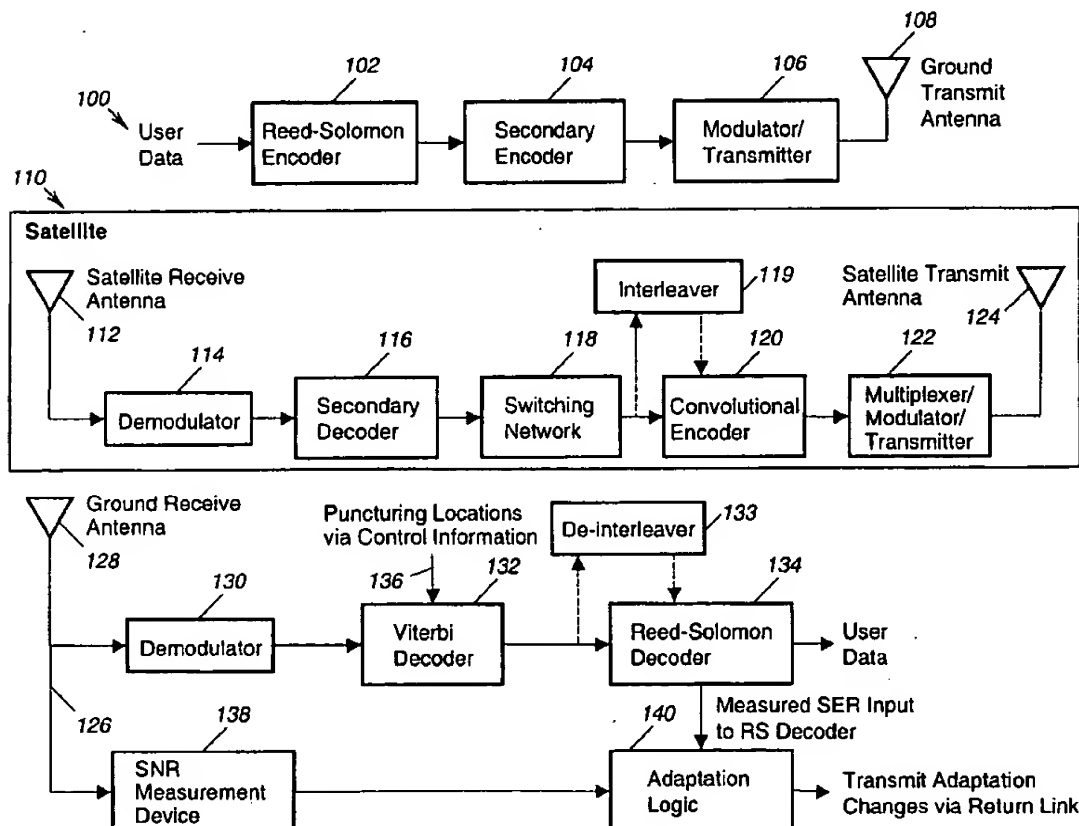 108
102
104
106
Ground
Transmit
Antenna
100
User
Data
Reed-Solomon
Encoder
Secondary
Encoder
Modulator/
Transmitter
110
Satellite
Satellite Receive
Antenna
112
Interleaver
119
Satellite Transmit
Antenna
124
114
116
118
120
122
Demodulator
Secondary
Decoder
Switching
Network
Convolutional
Encoder
Multiplexer/
Modulator/
Transmitter
Ground Receive
Antenna
128
Puncturing Locations
via Control Information
136
De-interleaver
133
130
132
134
Demodulator
Viterbi
Decoder
Reed-Solomon
Decoder
User
Data
126
138
Measured SER Input
to RS Decoder
140
SNR
Measurement
Device
Adaptation
Logic
Transmit Adaptation
Changes via Return Link